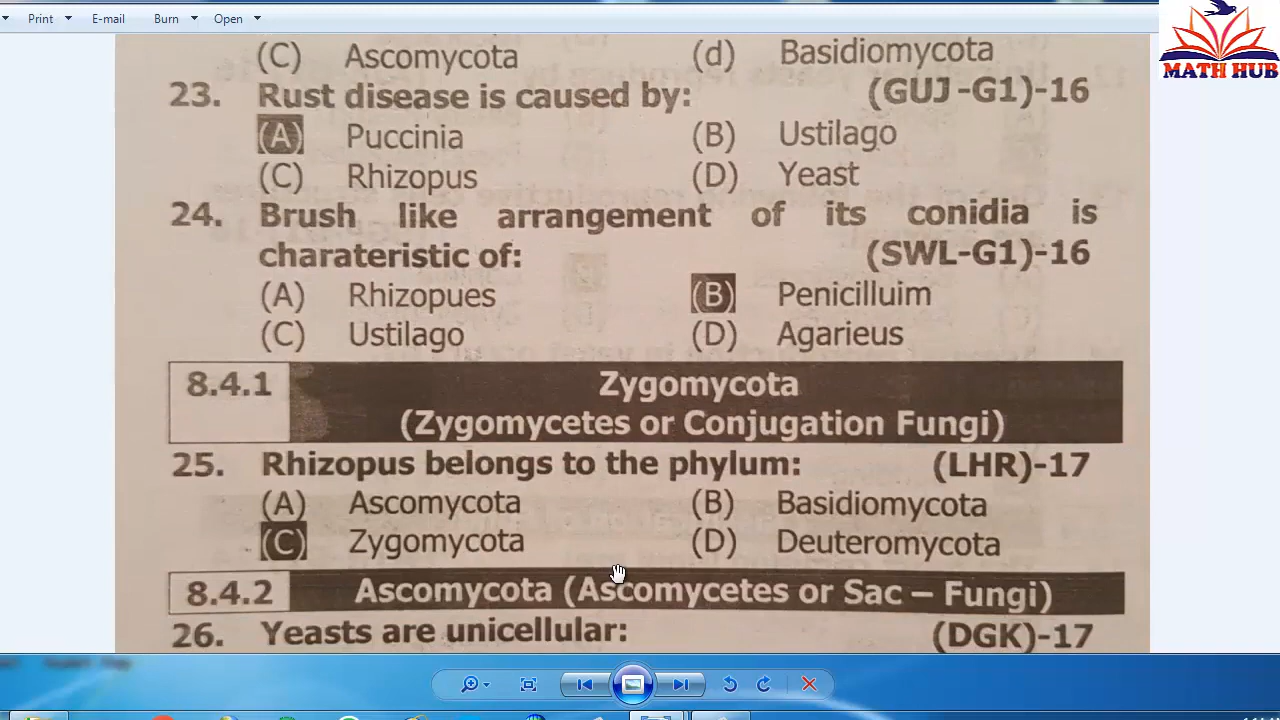 Print E-mail Burn Open
MATH HUB
(C) Ascomycota (d) Basidiomycota
23. Rust disease is caused by: (GUJ -G1)-16
(A) Puccinia (B) Ustilago
(C) Rhizopus (D) Yeast
24. Brush like arrangement of its conidia is
charateristic of: (SWL-G1)-16
(A) Rhizopues (B) Penicilluim
(C) Ustilago (D) Agarieus
8.4.1 Zygomycota
(Zygomycetes or Conjugation Fungi)
25. Rhizopus belongs to the phylum: (LHR)-17
(A) Ascomycota (B) Basidiomycota
(C) Zygomycota (D) Deuteromycota
8.4.2 Ascomycota (Ascomycetes or Sac – Fungi)
26. Yeasts are unicellular: (DGK)-17